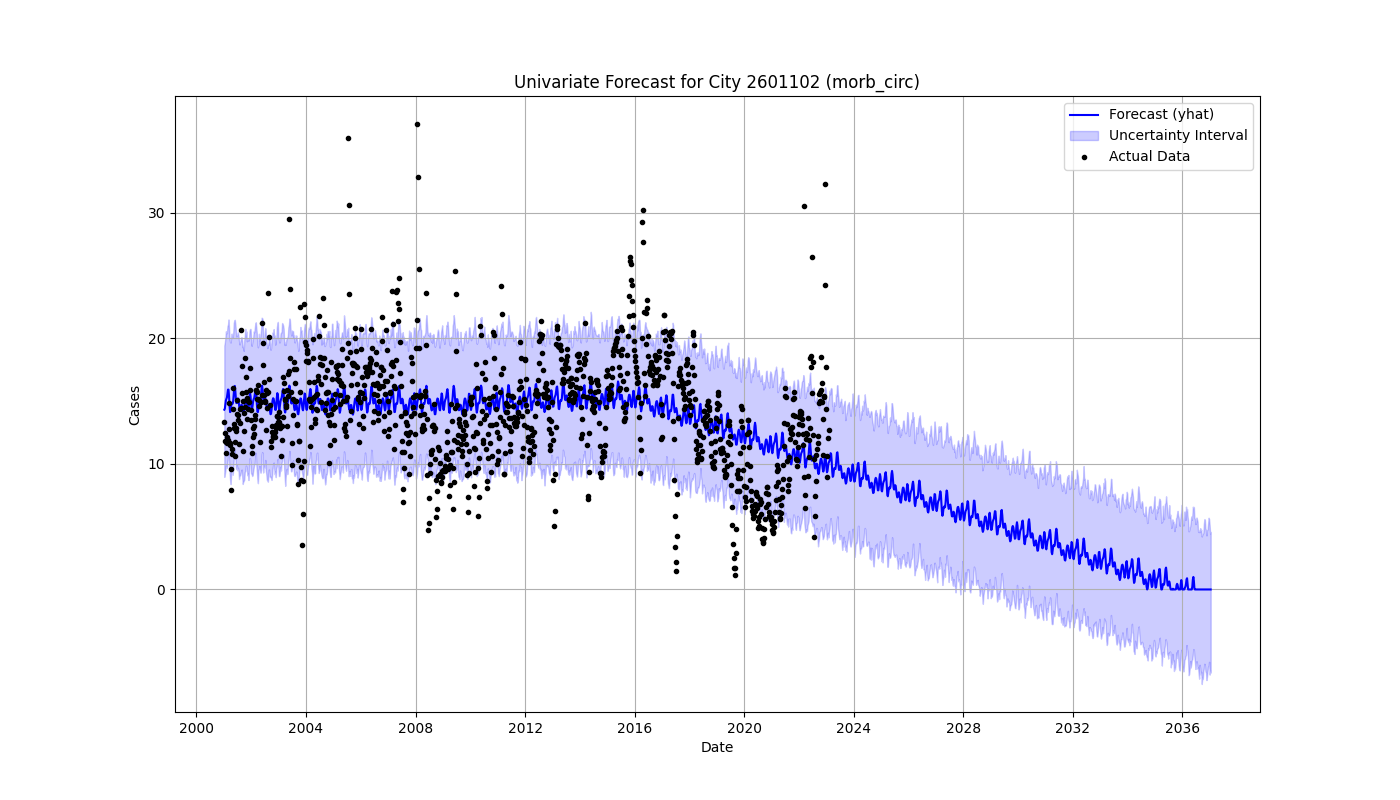 Univariate Forecast for City 2601102 (morb_circ)
Forecast (yhat)
Uncertainty Interval
Actual Data
Cases
30
20
10
0
2000 2004 2008 2012 2016 2020 2024 2028 2032 2036
Date